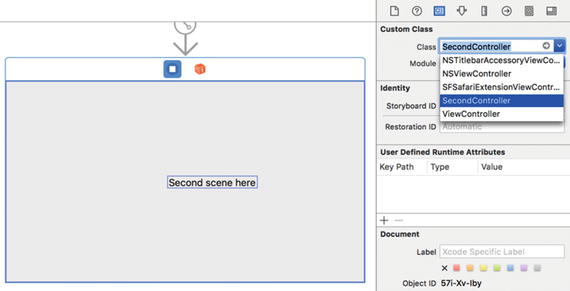 Custom Class
Class SecondController
NSTitlebarAccessoryViewCo...
Module
NSViewController
SFSafariExtensionViewContr...
Identity
SecondController
Storyboard ID
ViewController
Restoration ID Automatic
Second scene here
User Defined Runtime Attributes
Key Path Type Value
Document
Label Xcode Specific Label
Object ID 57i-Xv-Iby